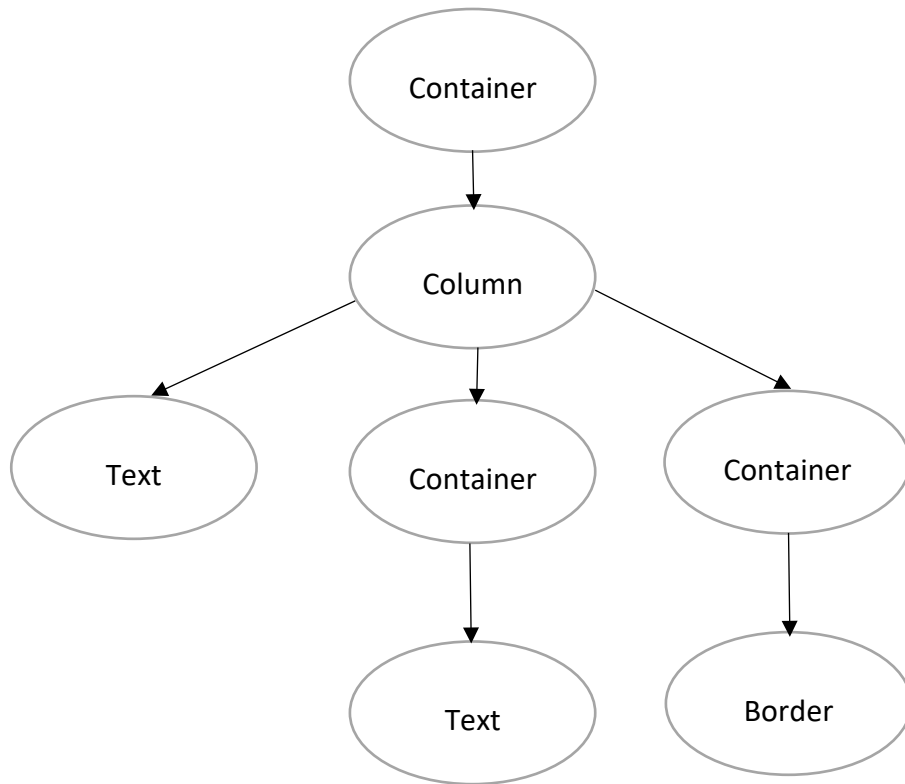 Container
Column
Text
Container
Container
Text
Border